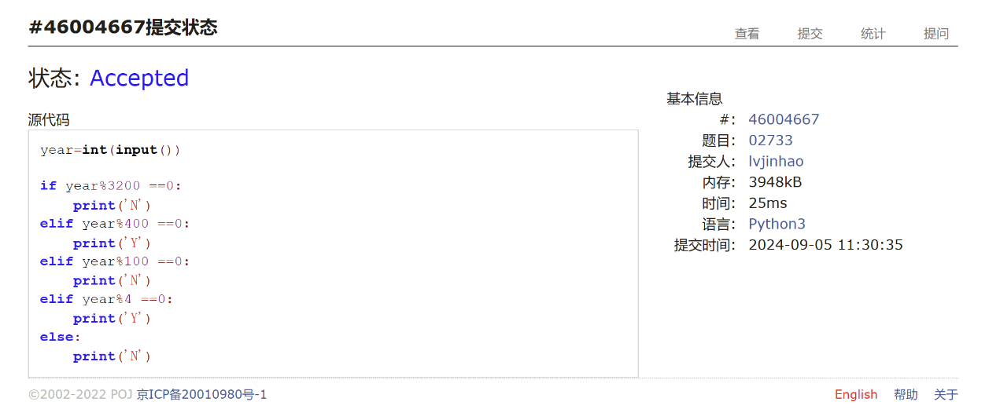 #46004667提交状态
查看 提交 统计 提问
状态: Accepted
源代码
year=int(input())
if year%3200 ==0:
    print('N')
elif year%400 ==0:
    print('Y')
elif year%100 ==0:
    print('N')
elif year%4 ==0:
    print('Y')
else:
    print('N')
基本信息
#: 46004667
题目: 02733
提交人: lvjinhao
内存: 3948kB
时间: 25ms
语言: Python3
提交时间: 2024-09-05 11:30:35
©2002-2022 POJ 京ICP备20010980号-1
English 帮助 关于